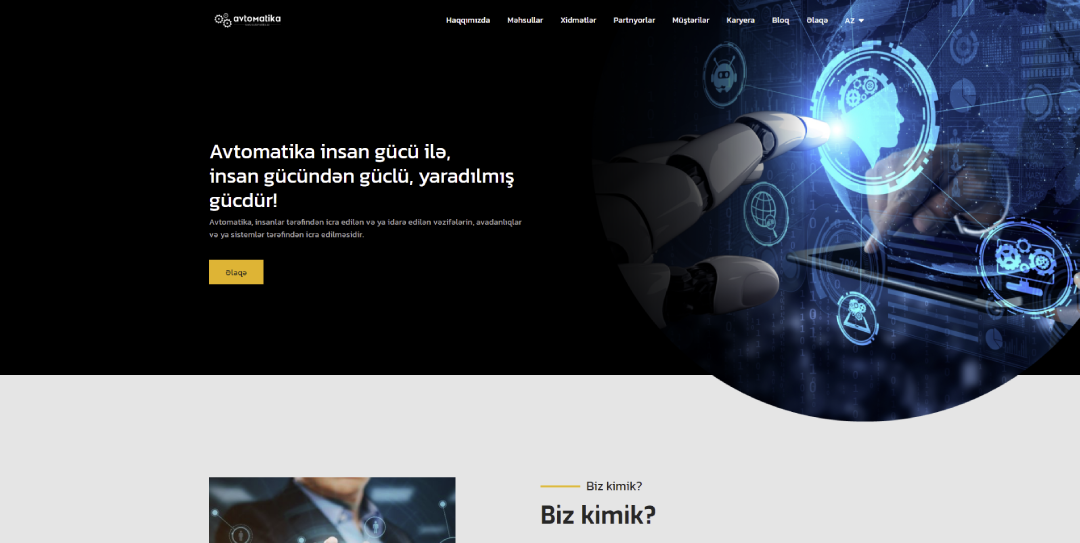 avtoмatika
Haqqımızda Məhsullar Xidmətlər Partnyorlar Müştərilər Karyera Bloq Əlaqə AZ
Avtomatika insan gücü ilə,
insan gücündən güclü, yaradılmış
gücdür!
Avtomatika, insanlar tərəfindən icra edilən və ya idarə edilən vəzifələrin, avadanlıqlar
və ya sistemlər tərəfindən icra edilməsidir.
Əlaqə
79%
Biz kimik?
Biz kimik?